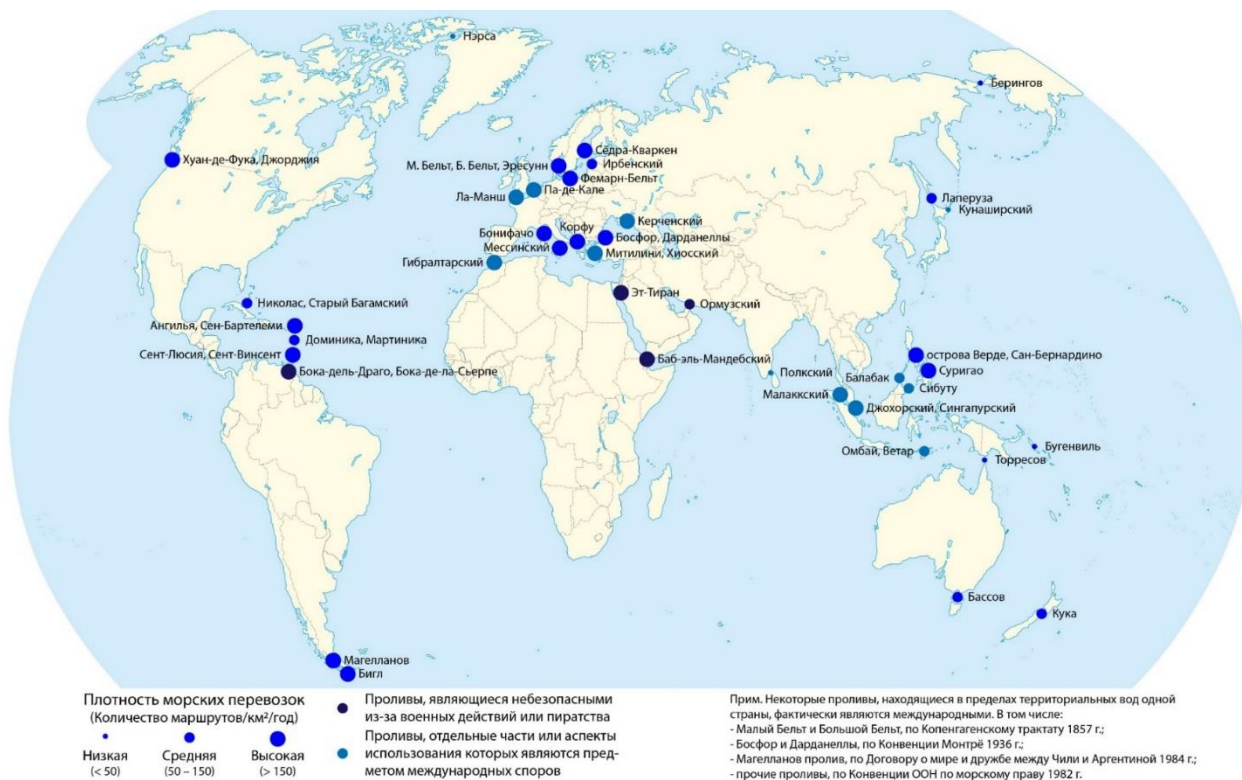 Нэрса
Берингов
Хуан-де-Фука, Джорджия
Седра-Кваркен
М. Бельт, Б. Бельт, Эресунн
Ирбенский
Фемарн-Бельт
Па-де-Кале
Ла-Манш
Лаперуза
Кунаширский
Керченский
Корфу
Бонифачо
Босфор, Дарданеллы
Мессинский
Митилини, Хиосский
Гибралтарский
Эт-Тиран
Ормузский
Николас, Старый Багамский
Ангилья, Сен-Бартелеми
Доминика, Мартиника
Сент-Люсия, Сент-Винсент
Бока-дель-Драго, Бока-де-ла-Сьерпе
Баб-эль-Мандебский
острова Верде, Сан-Бернардино
Полкский
Балабак
Суригао
Сибуту
Малаккский
Джохорский, Сингапурский
Омбай, Ветар
Бугенвиль
Торресов
Бассов
Кука
Магелланов
Бигл
Плотность морских перевозок
(Количество маршрутов/км²/год)
Низкая
(< 50)
Средняя
(50 – 150)
Высокая
(> 150)
Проливы, являющиеся небезопасными
из-за военных действий или пиратства
Проливы, отдельные части или аспекты
использования которых являются пред-
метом международных споров
Прим. Некоторые проливы, находящиеся в пределах территориальных вод одной
страны, фактически являются международными. В том числе:
- Малый Бельт и Большой Бельт, по Копенгагенскому трактату 1857 г.;
- Босфор и Дарданеллы, по Конвенции Монтрё 1936 г.;
- Магелланов пролив, по Договору о мире и дружбе между Чили и Аргентиной 1984 г.;
- прочие проливы, по Конвенции ООН по морскому праву 1982 г.